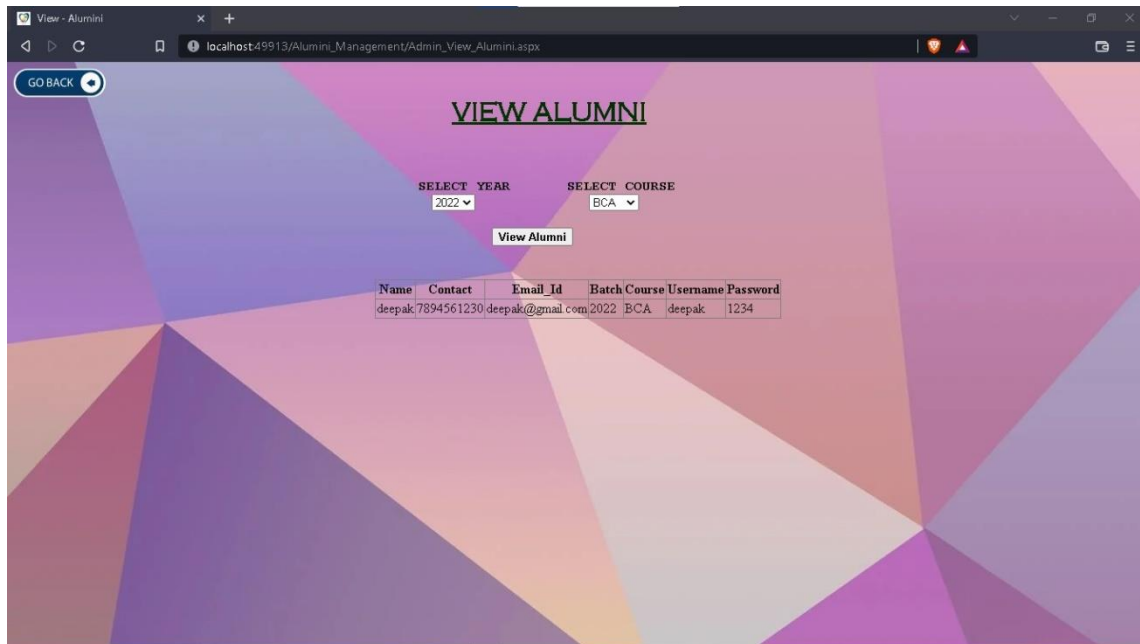 View - Alumini
localhost:49913/Alumini_Management/Admin_View_Alumini.aspx
GO BACK
VIEW ALUMNI
SELECT YEAR SELECT COURSE
2022 BCA
View Alumni
Name Contact Email_Id Batch Course Username Password
deepak 7894561230 deepak@gmail.com 2022 BCA deepak 1234